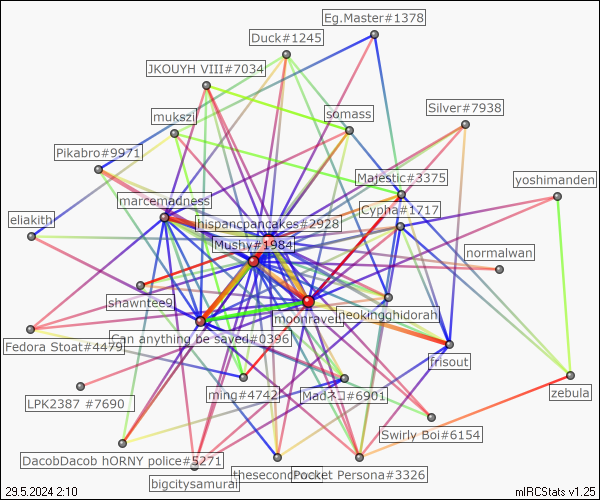 Eg.Master#1378
Duck#1245
JKOUYH VIII#7034
Silver#7938
somass
mukszil
Pikabro#9971
Majestic#3375
yoshimanden
marcemadness
Cypha#1717
eliakith
hispancpancakes#2928
Mushy#1984
normalwan
shawntee9
moonraven
neokingghidorah
Fedora Stoat#4479
Can anything be saved#0396
frisout
LPK2387 #7690
ming#4742
Madネコ#6901
zebula
Swirly Boi#6154
DacobDacob hORNY police#5271
bigcitysamurai
thesecond
Pocket Persona#3326
29.5.2024 2:10
mIRCStats v1.25